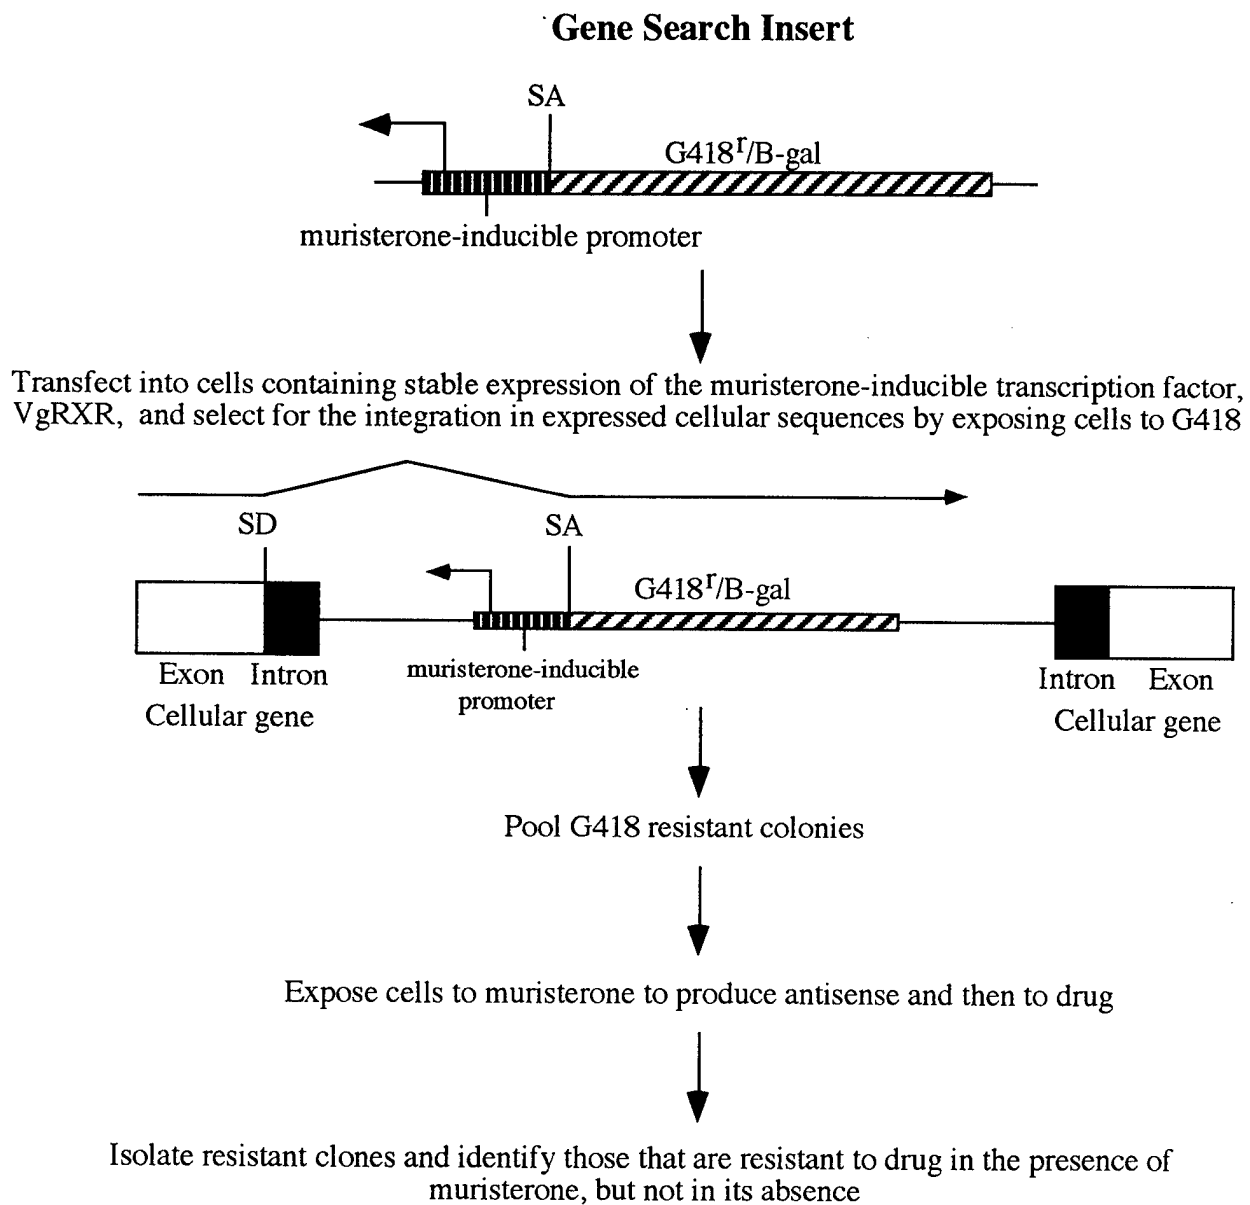 Gene Search Insert
SA
G418r/B-gal
muristerone-inducible promoter
Transfect into cells containing stable expression of the muristerone-inducible transcription factor,
VgRXR, and select for the integration in expressed cellular sequences by exposing cells to G418
SD
SA
G418r/B-gal
Exon Intron
muristerone-inducible
promoter
Cellular gene
Intron Exon
Cellular gene
Pool G418 resistant colonies
Expose cells to muristerone to produce antisense and then to drug
Isolate resistant clones and identify those that are resistant to drug in the presence of
muristerone, but not in its absence